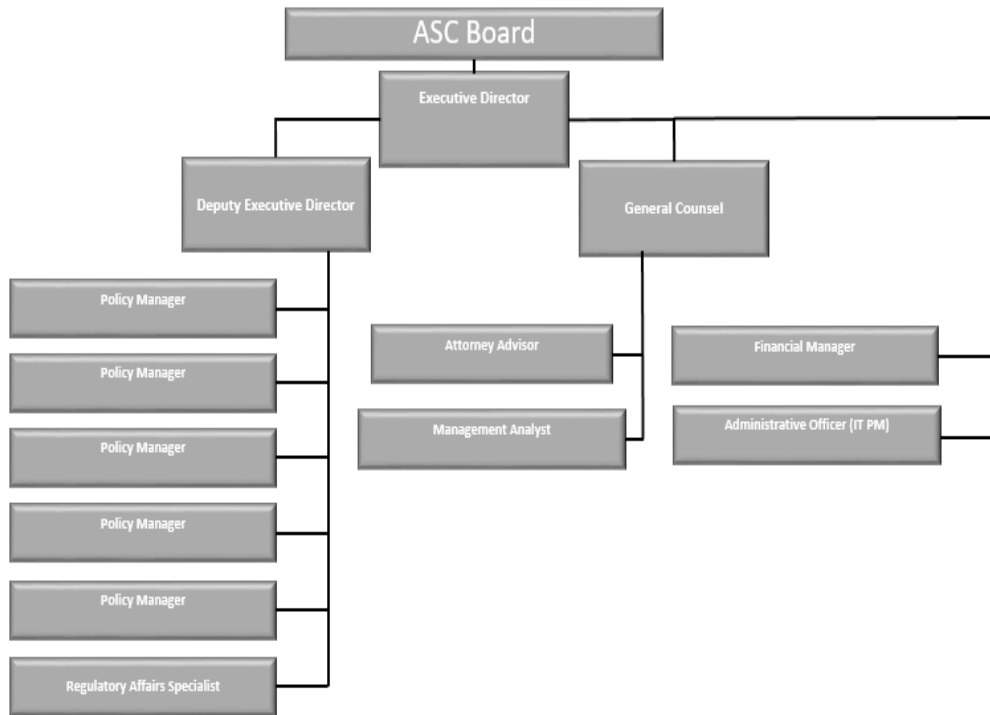 ASC Board
Executive Director
Deputy Executive Director
General Counsel
Policy Manager
Policy Manager
Policy Manager
Policy Manager
Policy Manager
Regulatory Affairs Specialist
Attorney Advisor
Management Analyst
Financial Manager
Administrative Officer (IT PM)